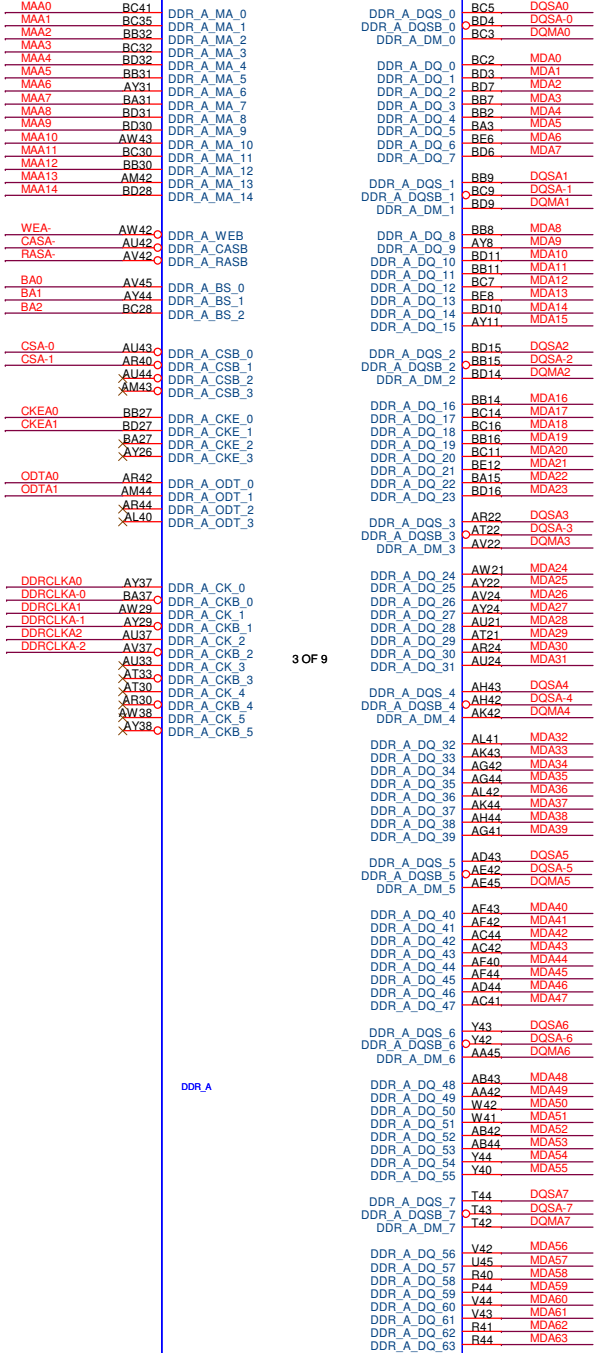 MAA0 BC41 DDR_A_MA_0
MAA1 BC35 DDR_A_MA_1
MAA2 BB32 DDR_A_MA_2
MAA3 BC32 DDR_A_MA_3
MAA4 BD32 DDR_A_MA_4
MAA5 BB31 DDR_A_MA_5
MAA6 AY31 DDR_A_MA_6
MAA7 BA31 DDR_A_MA_7
MAA8 BD31 DDR_A_MA_8
MAA9 BD30 DDR_A_MA_9
MAA10 AW43 DDR_A_MA_10
MAA11 BC30 DDR_A_MA_11
MAA12 BB30 DDR_A_MA_12
MAA13 AM42 DDR_A_MA_13
MAA14 BD28 DDR_A_MA_14
WEA- AW42 DDR_A_WEB
CASA- AU42 DDR_A_CASB
RASA- AV42 DDR_A_RASB
BA0 AV45 DDR_A_BS_0
BA1 AY44 DDR_A_BS_1
BA2 BC28 DDR_A_BS_2
CSA-0 AU43 DDR_A_CSB_0
CSA-1 AR40 DDR_A_CSB_1
AU44 DDR_A_CSB_2
AM43 DDR_A_CSB_3
CKEA0 BB27 DDR_A_CKE_0
CKEA1 BD27 DDR_A_CKE_1
BA27 DDR_A_CKE_2
AY26 DDR_A_CKE_3
ODTA0 AR42 DDR_A_ODT_0
ODTA1 AM44 DDR_A_ODT_1
AR44 DDR_A_ODT_2
AL40 DDR_A_ODT_3
DDRCLKA0 AY37 DDR_A_CK_0
DDRCLKA-0 BA37 DDR_A_CKB_0
DDRCLKA1 AW29 DDR_A_CK_1
DDRCLKA-1 AY29 DDR_A_CKB_1
DDRCLKA2 AU37 DDR_A_CK_2
DDRCLKA-2 AV37 DDR_A_CKB_2
AU33 DDR_A_CK_3
AT33 DDR_A_CKB_3
AT30 DDR_A_CK_4
AR30 DDR_A_CKB_4
AW38 DDR_A_CK_5
AY38 DDR_A_CKB_5
3 OF 9
DDR_A
DDR_A_DQS_0 BC5 DQSA0
DDR_A_DQSB_0 BD4 DQSA-0
DDR_A_DM_0 BC3 DQMA0
DDR_A_DQ_0 BC2 MDA0
DDR_A_DQ_1 BD3 MDA1
DDR_A_DQ_2 BD7 MDA2
DDR_A_DQ_3 BB7 MDA3
DDR_A_DQ_4 BB2 MDA4
DDR_A_DQ_5 BA3 MDA5
DDR_A_DQ_6 BE6 MDA6
DDR_A_DQ_7 BD6 MDA7
DDR_A_DQS_1 BB9 DQSA1
DDR_A_DQSB_1 BC9 DQSA-1
DDR_A_DM_1 BD9 DQMA1
DDR_A_DQ_8 BB8 MDA8
DDR_A_DQ_9 AY8 MDA9
DDR_A_DQ_10 BD11 MDA10
DDR_A_DQ_11 BB11 MDA11
DDR_A_DQ_12 BC7 MDA12
DDR_A_DQ_13 BE8 MDA13
DDR_A_DQ_14 BD10 MDA14
DDR_A_DQ_15 AY11 MDA15
DDR_A_DQS_2 BD15 DQSA2
DDR_A_DQSB_2 BB15 DQSA-2
DDR_A_DM_2 BD14 DQMA2
DDR_A_DQ_16 BB14 MDA16
DDR_A_DQ_17 BC14 MDA17
DDR_A_DQ_18 BC16 MDA18
DDR_A_DQ_19 BB16 MDA19
DDR_A_DQ_20 BC11 MDA20
DDR_A_DQ_21 BE12 MDA21
DDR_A_DQ_22 BA15 MDA22
DDR_A_DQ_23 BD16 MDA23
DDR_A_DQS_3 AR22 DQSA3
DDR_A_DQSB_3 AT22 DQSA-3
DDR_A_DM_3 AV22 DQMA3
DDR_A_DQ_24 AW21 MDA24
DDR_A_DQ_25 AY22 MDA25
DDR_A_DQ_26 AV24 MDA26
DDR_A_DQ_27 AY24 MDA27
DDR_A_DQ_28 AU21 MDA28
DDR_A_DQ_29 AT21 MDA29
DDR_A_DQ_30 AR24 MDA30
DDR_A_DQ_31 AU24 MDA31
DDR_A_DQS_4 AH43 DQSA4
DDR_A_DQSB_4 AH42 DQSA-4
DDR_A_DM_4 AK42 DQMA4
DDR_A_DQ_32 AL41 MDA32
DDR_A_DQ_33 AK43 MDA33
DDR_A_DQ_34 AG42 MDA34
DDR_A_DQ_35 AG44 MDA35
DDR_A_DQ_36 AL42 MDA36
DDR_A_DQ_37 AK44 MDA37
DDR_A_DQ_38 AH44 MDA38
DDR_A_DQ_39 AG41 MDA39
DDR_A_DQS_5 AD43 DQSA5
DDR_A_DQSB_5 AE42 DQSA-5
DDR_A_DM_5 AE45 DQMA5
DDR_A_DQ_40 AF43 MDA40
DDR_A_DQ_41 AF42 MDA41
DDR_A_DQ_42 AC44 MDA42
DDR_A_DQ_43 AC42 MDA43
DDR_A_DQ_44 AF40 MDA44
DDR_A_DQ_45 AF44 MDA45
DDR_A_DQ_46 AD44 MDA46
DDR_A_DQ_47 AC41 MDA47
DDR_A_DQS_6 Y43 DQSA6
DDR_A_DQSB_6 Y42 DQSA-6
DDR_A_DM_6 AA45 DQMA6
DDR_A_DQ_48 AB43 MDA48
DDR_A_DQ_49 AA42 MDA49
DDR_A_DQ_50 W42 MDA50
DDR_A_DQ_51 W41 MDA51
DDR_A_DQ_52 AB42 MDA52
DDR_A_DQ_53 AB44 MDA53
DDR_A_DQ_54 Y44 MDA54
DDR_A_DQ_55 Y40 MDA55
DDR_A_DQS_7 T44 DQSA7
DDR_A_DQSB_7 T43 DQSA-7
DDR_A_DM_7 T42 DQMA7
DDR_A_DQ_56 V42 MDA56
DDR_A_DQ_57 U45 MDA57
DDR_A_DQ_58 R40 MDA58
DDR_A_DQ_59 P44 MDA59
DDR_A_DQ_60 V44 MDA60
DDR_A_DQ_61 V43 MDA61
DDR_A_DQ_62 R41 MDA62
DDR_A_DQ_63 R44 MDA63